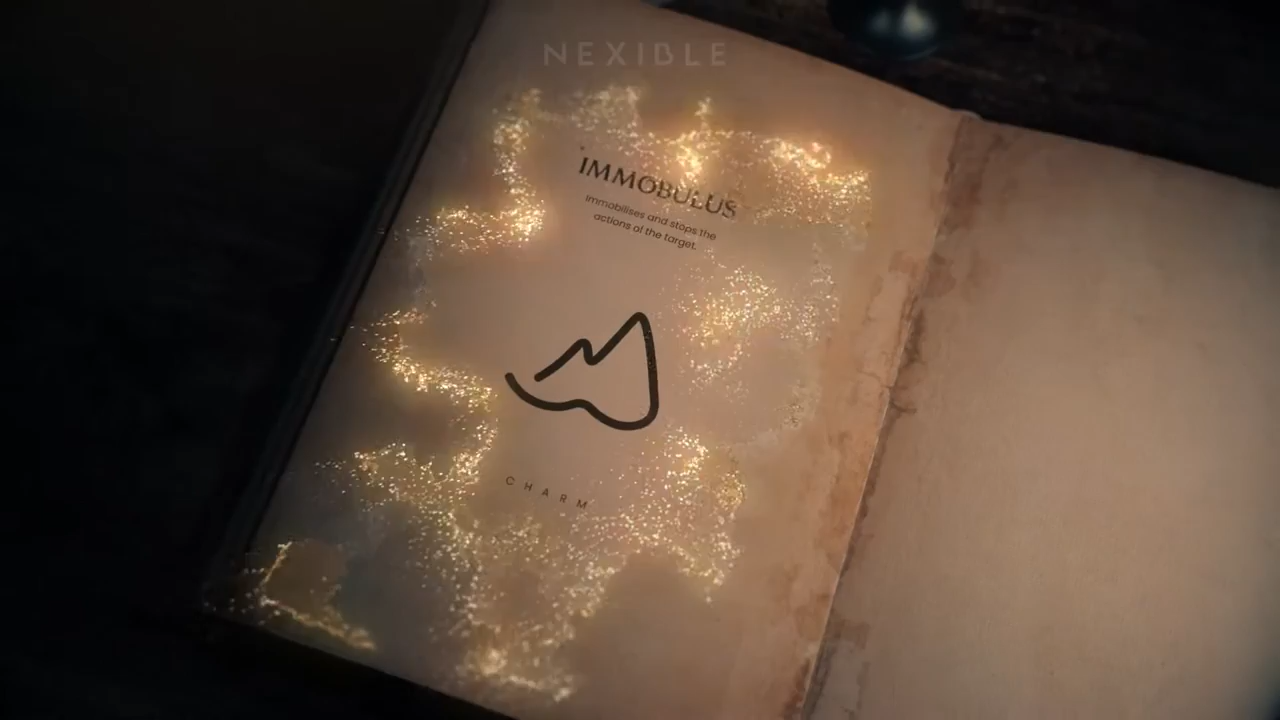 NEXIBLE
IMMOBULUS
Immobilises and stops the
actions of the target.
CHARM